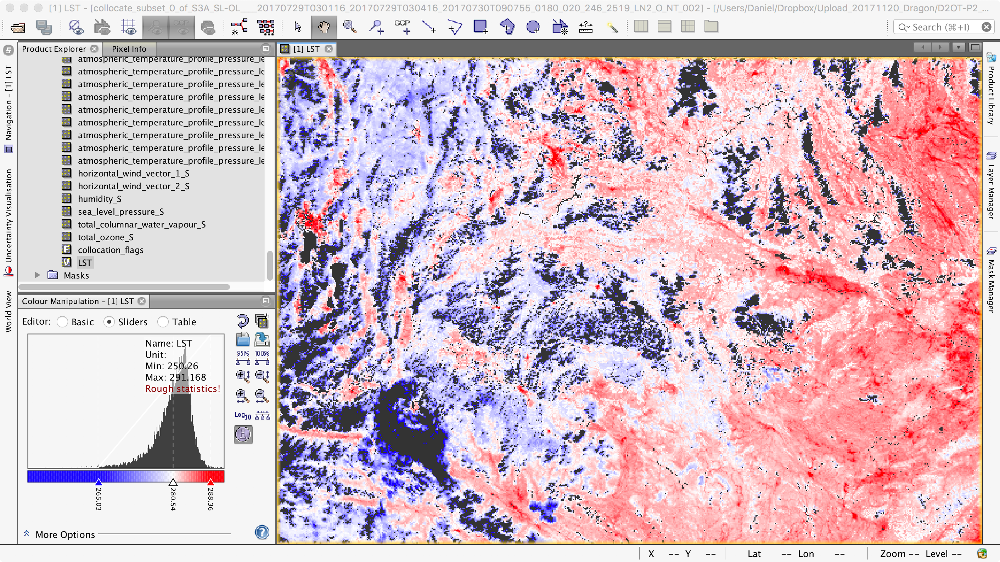 [1] LST - [collocate_subset_0_of_S3A_SL-OL____20170729T030116_20170729T030416_20170730T090755_0180_020_246_2519_LN2_O_NT_002] - [/Users/Daniel/Dropbox/Upload_20171120_Dragon/D2OT-P2_...
GCP
GCP
Search (⌘+I)
Product Explorer
Pixel Info
[1] LST
Navigation - [1] LST
Uncertainty Visualisation
World View
atmospheric_temperature_profile_pressure_le
atmospheric_temperature_profile_pressure_le
atmospheric_temperature_profile_pressure_le
atmospheric_temperature_profile_pressure_le
atmospheric_temperature_profile_pressure_le
atmospheric_temperature_profile_pressure_le
atmospheric_temperature_profile_pressure_le
atmospheric_temperature_profile_pressure_le
atmospheric_temperature_profile_pressure_le
horizontal_wind_vector_1_S
horizontal_wind_vector_2_S
humidity_S
sea_level_pressure_S
total_columnar_water_vapour_S
total_ozone_S
collocation_flags
LST
Masks
Colour Manipulation - [1] LST
Editor: Basic Sliders Table
Name: LST
Unit:
Min: 250.26
Max: 291.168
Rough statistics!
95% 100%
Log10
265.03
280.54
288.36
More Options
Product Library
Layer Manager
Mask Manager
X -- Y -- Lat -- Lon -- Zoom -- Level --